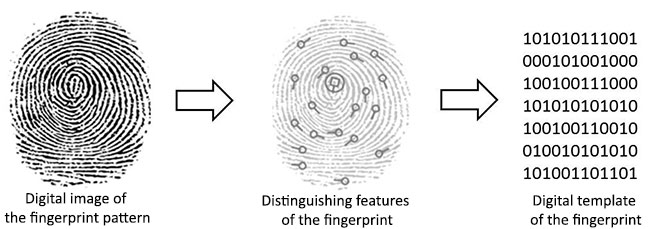 101010111001
000101001000
100100111000
101010101010
100100110010
010010101010
101001101101
Digital image of
the fingerprint pattern
Distinguishing features
of the fingerprint
Digital template
of the fingerprint